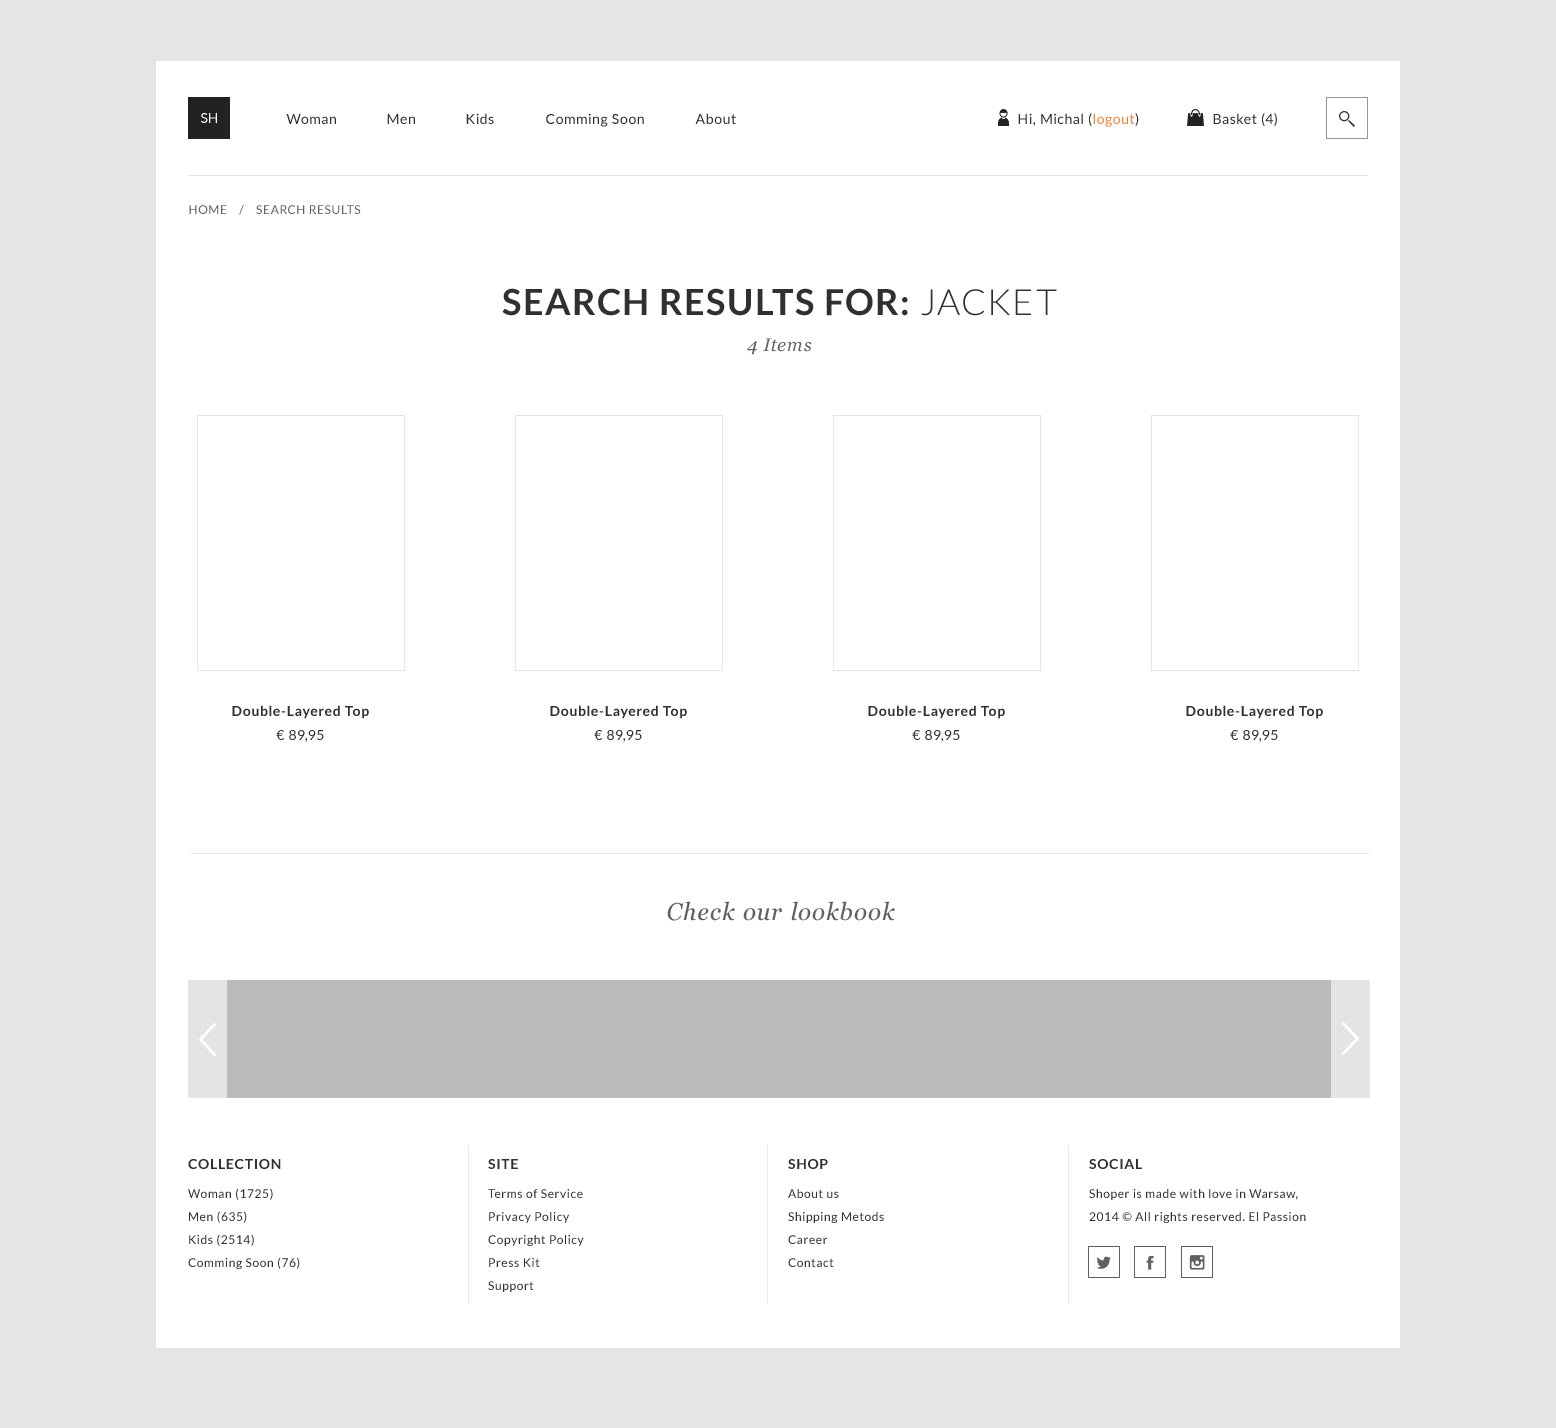 SH Woman Men Kids Comming Soon About Hi, Michal (logout) Basket (4)
HOME / SEARCH RESULTS
SEARCH RESULTS FOR: JACKET
4 Items
Double-Layered Top Double-Layered Top Double-Layered Top Double-Layered Top
€ 89,95 € 89,95 € 89,95 € 89,95
Check our lookbook
COLLECTION
Woman (1725)
Men (635)
Kids (2514)
Comming Soon (76)
SITE
Terms of Service
Privacy Policy
Copyright Policy
Press Kit
Support
SHOP
About us
Shipping Metods
Career
Contact
SOCIAL
Shoper is made with love in Warsaw,
2014 © All rights reserved. El Passion